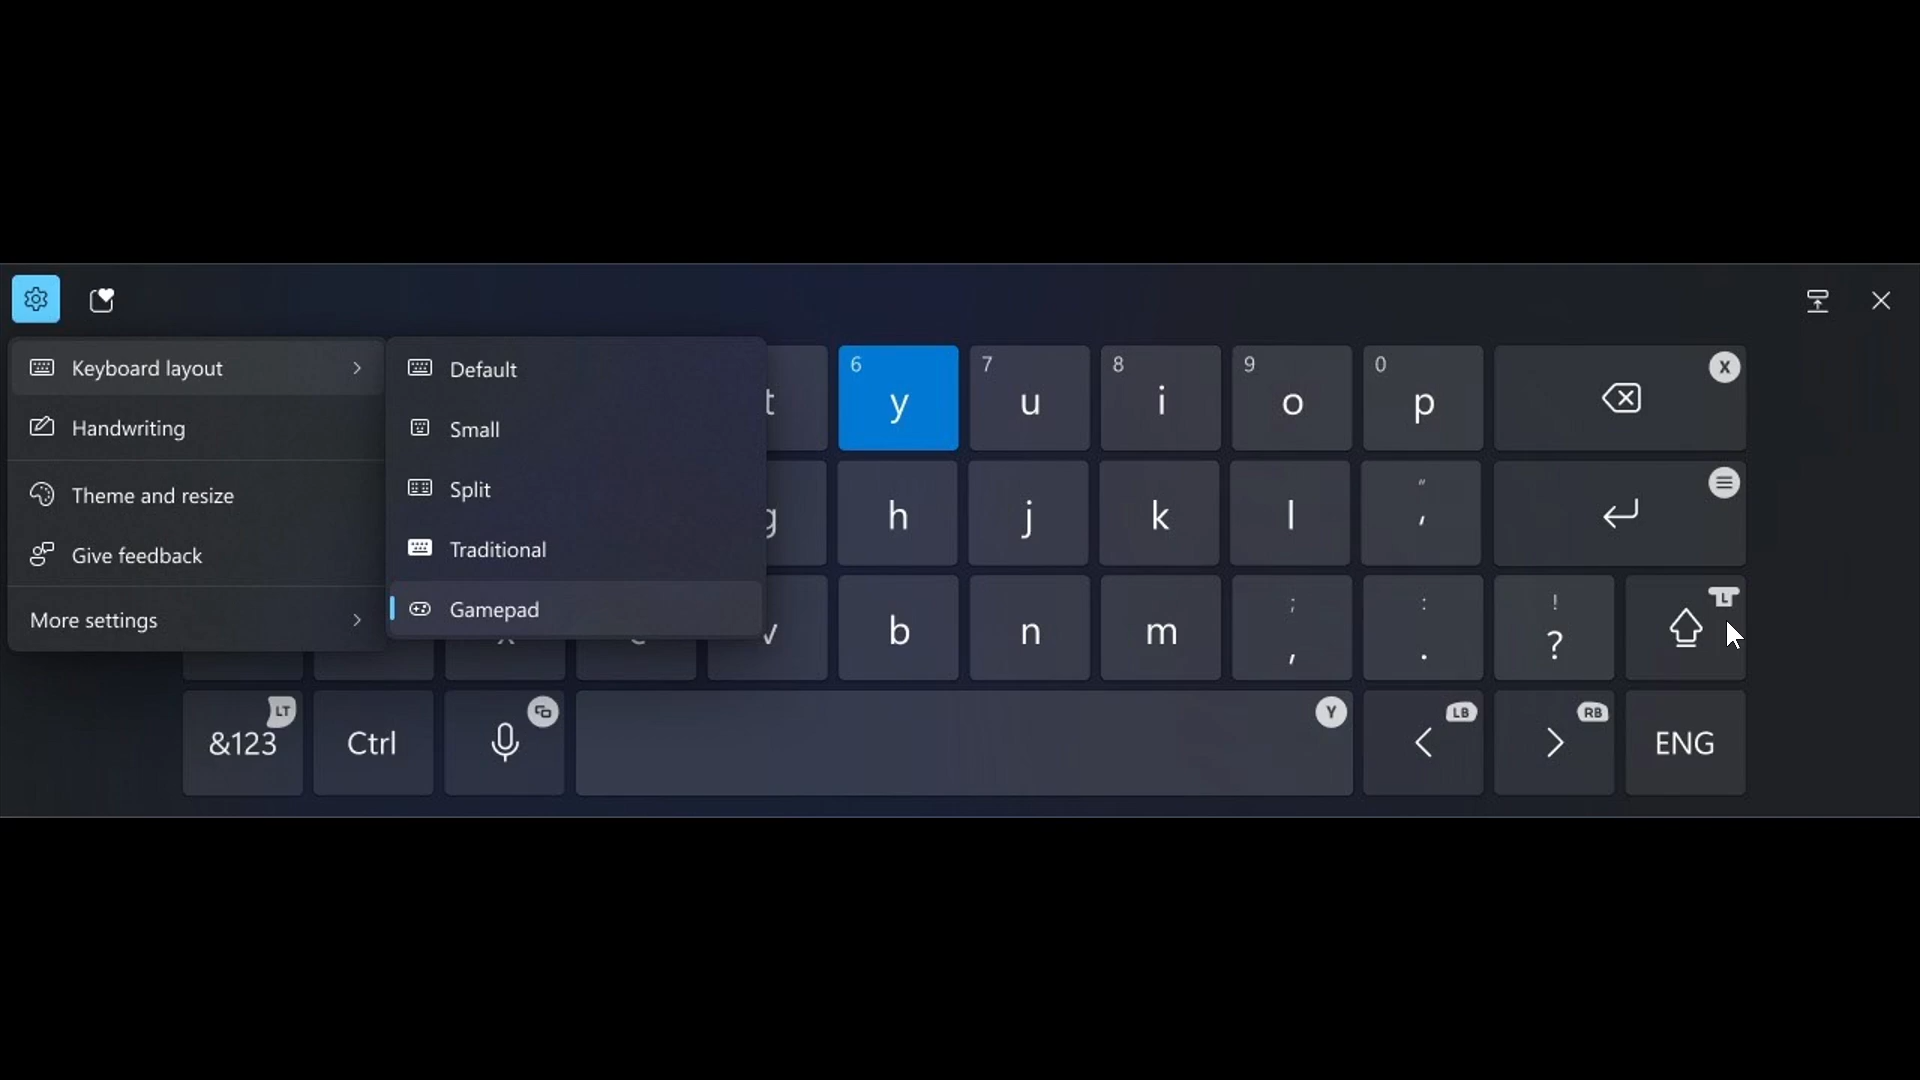 Keyboard layout
Handwriting
Theme and resize
Give feedback
More settings
Default
Small
Split
Traditional
Gamepad
t
6
y
7
u
8
i
9
o
0
p
X
g
h
j
k
l
"
'
v
b
n
m
;
,
:
.
!
?
L
&123
LT
Ctrl
Y
LB
<
RB
>
ENG